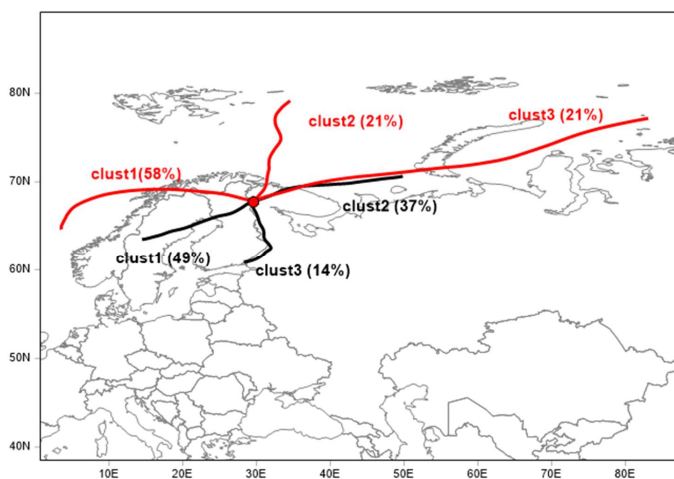 80N
clust2 (21%)
clust3 (21%)
clust1(58%)
70N
clust2 (37%)
clust1 (49%)
60N
clust3 (14%)
50N
40N
10E 20E 30E 40E 50E 60E 70E 80E